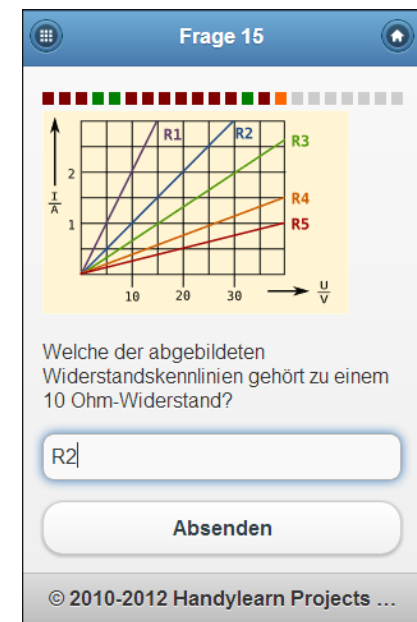 Frage 15
R1
R2
R3
R4
R5
I
A
2
1
10
20
30
U
V
Welche der abgebildeten
Widerstandskennlinien gehört zu einem
10 Ohm-Widerstand?
R2
Absenden
© 2010-2012 Handylearn Projects ...